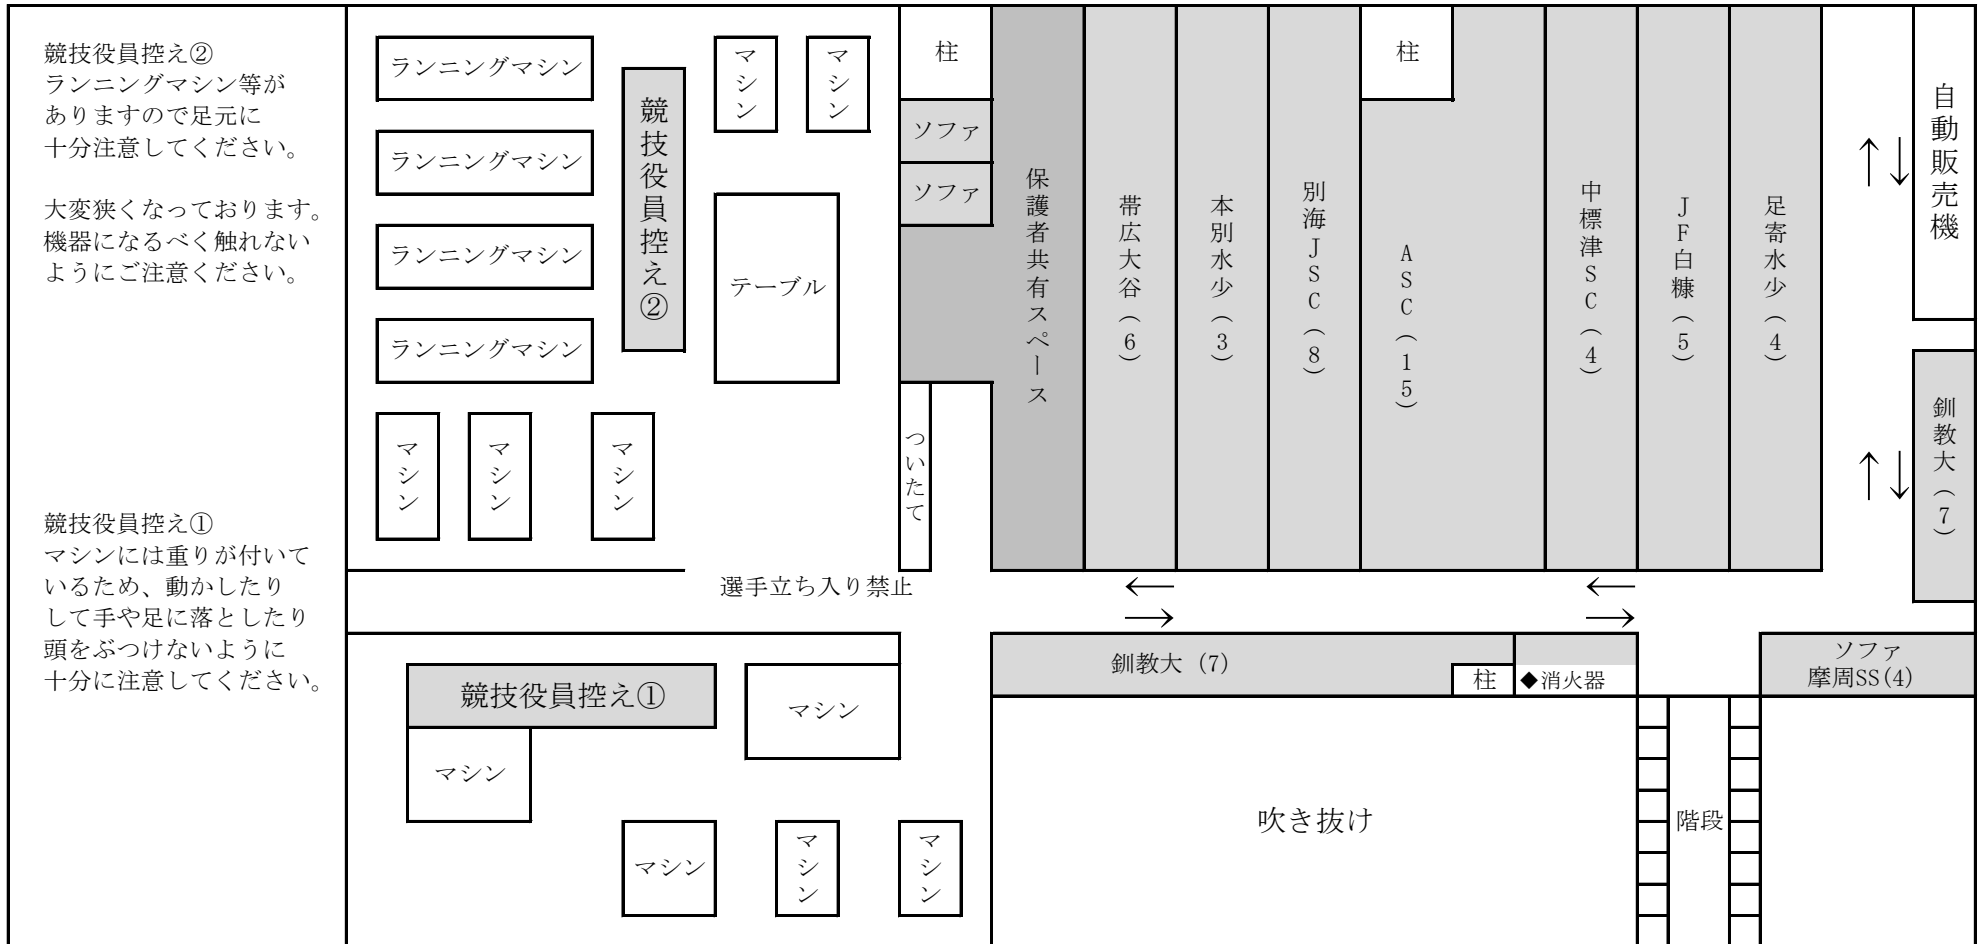 競技役員控え②
ランニングマシン等が
ありますので足元に
十分注意してください。
大変狭くなっております。
機器になるべく触れない
ようにご注意ください。
競技役員控え①
マシンには重りが付いて
いるため、動かしたり
して手や足に落としたり
頭をぶつけないように
十分に注意してください。
ランニングマシン
ランニングマシン
ランニングマシン
ランニングマシン
競技役員控え②
マシン
マシン
テーブル
マシン
マシン
マシン
柱
ソファ
ソファ
ついたて
保護者共有スペース
帯広大谷(6)
本別水少(3)
別海JSC(8)
柱
ASC(15)
中標津SC(4)
JF白糠(5)
足寄水少(4)
↑↓
↑↓
自動販売機
釧教大(7)
選手立ち入り禁止
←
→
←
→
競技役員控え①
マシン
マシン
マシン
マシン
マシン
釧教大 (7)
柱
◆消火器
ソファ
摩周SS(4)
吹き抜け
階段